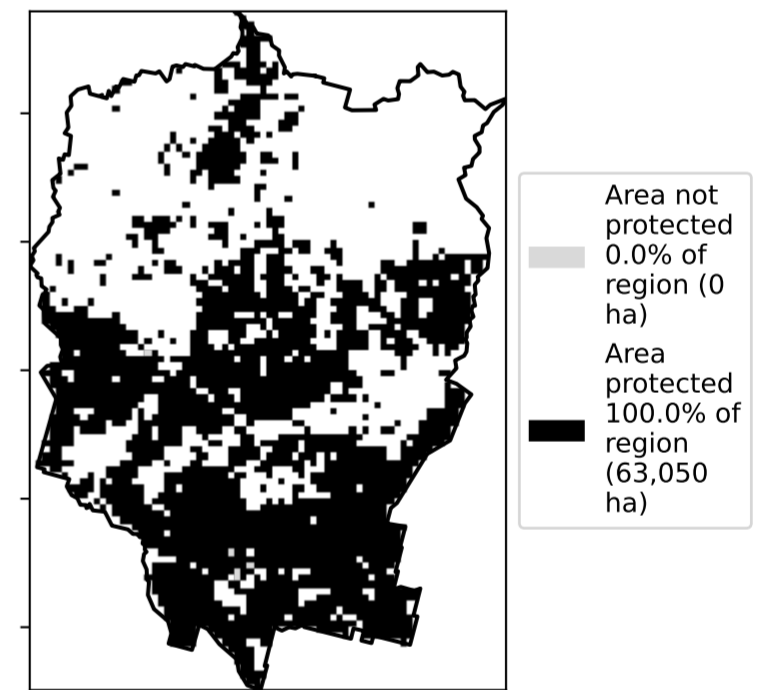 Area not
protected
0.0% of
region (0
ha)
Area
protected
100.0% of
region
(63,050
ha)